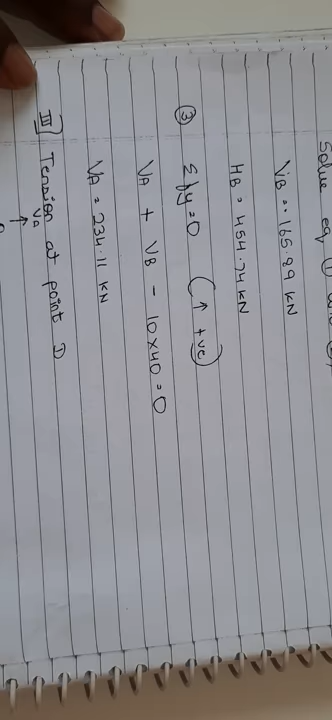 Solve eq ①
VB = 165.89 kN
HB = 454.74 kN
③ Σfy = 0 (↑ +ve)
VA + VB - 10×40 = 0
VA = 234.11 kN
III] Tension at point D
VA
↑